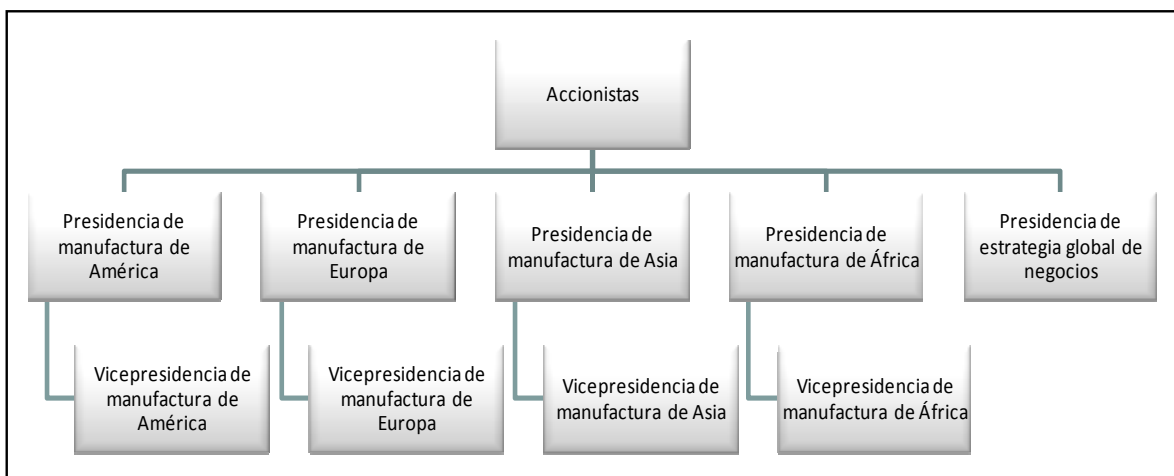 Accionistas
Presidencia de
manufactura de
América
Presidencia de
manufactura de
Europa
Presidencia de
manufactura de Asia
Presidencia de
manufactura de África
Presidencia de
estrategia global de
negocios
Vicepresidencia de
manufactura de
América
Vicepresidencia de
manufactura de
Europa
Vicepresidencia de
manufactura de Asia
Vicepresidencia de
manufactura de África